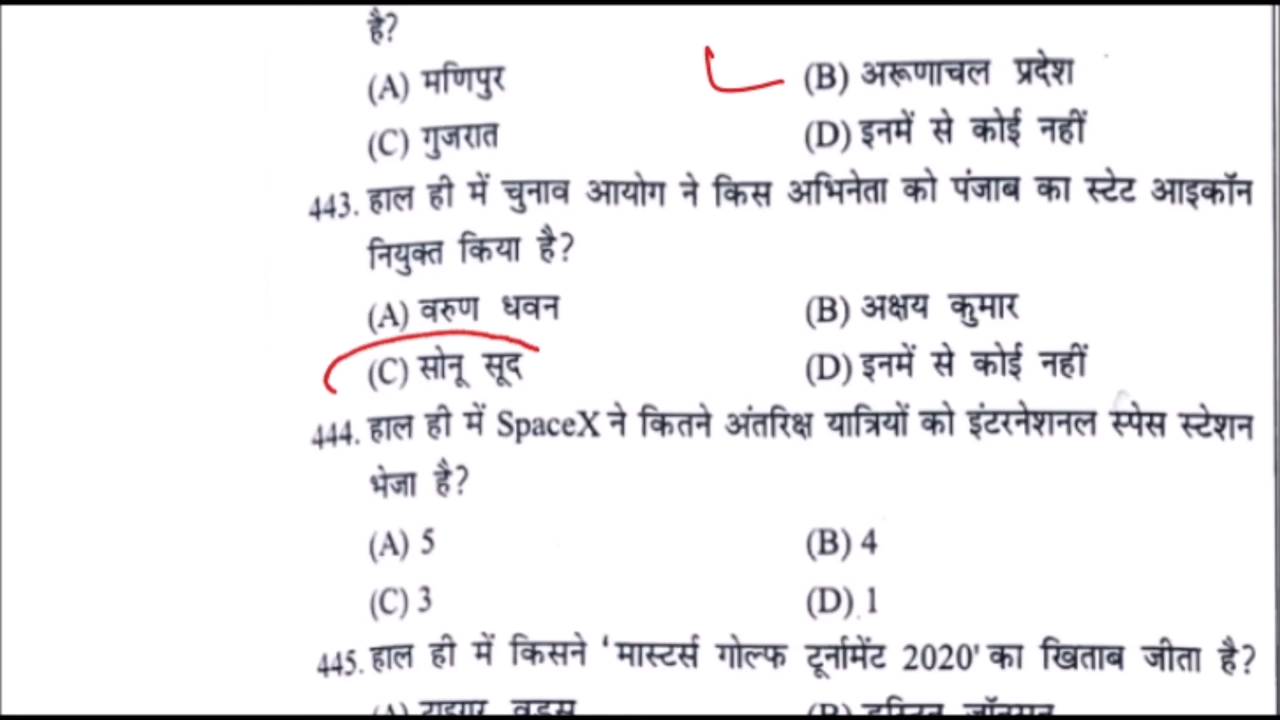 है?
(A) मणिपुर (B) अरूणाचल प्रदेश
(C) गुजरात (D) इनमें से कोई नहीं
443. हाल ही में चुनाव आयोग ने किस अभिनेता को पंजाब का स्टेट आइकॉन
नियुक्त किया है?
(A) वरुण धवन (B) अक्षय कुमार
(C) सोनू सूद (D) इनमें से कोई नहीं
444. हाल ही में SpaceX ने कितने अंतरिक्ष यात्रियों को इंटरनेशनल स्पेस स्टेशन
भेजा है?
(A) 5 (B) 4
(C) 3 (D) 1
445. हाल ही में किसने 'मास्टर्स गोल्फ टूर्नामेंट 2020' का खिताब जीता है?
(A) (B)